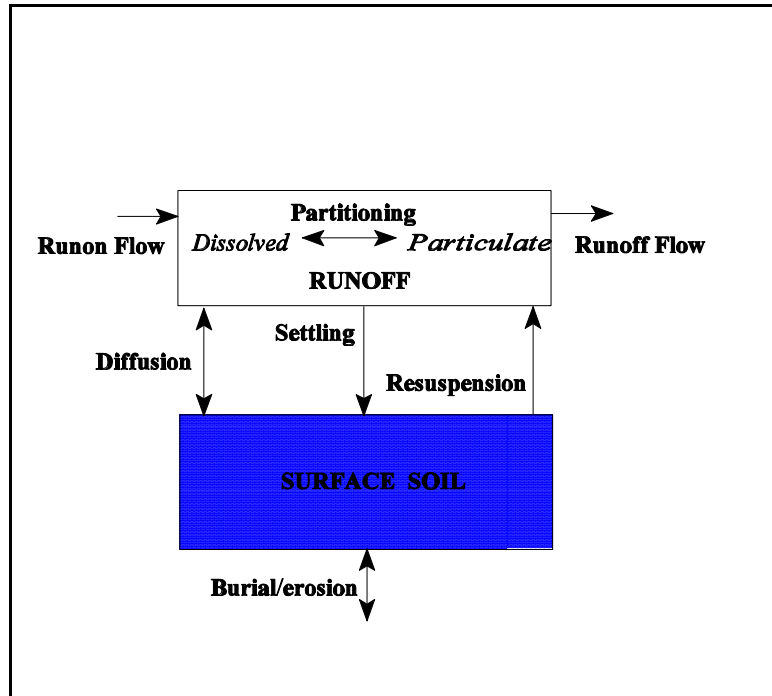 Partitioning
Runon Flow
Dissolved
Particulate
Runoff Flow
RUNOFF
Settling
Diffusion
Resuspension
SURFACE SOIL
Burial/erosion